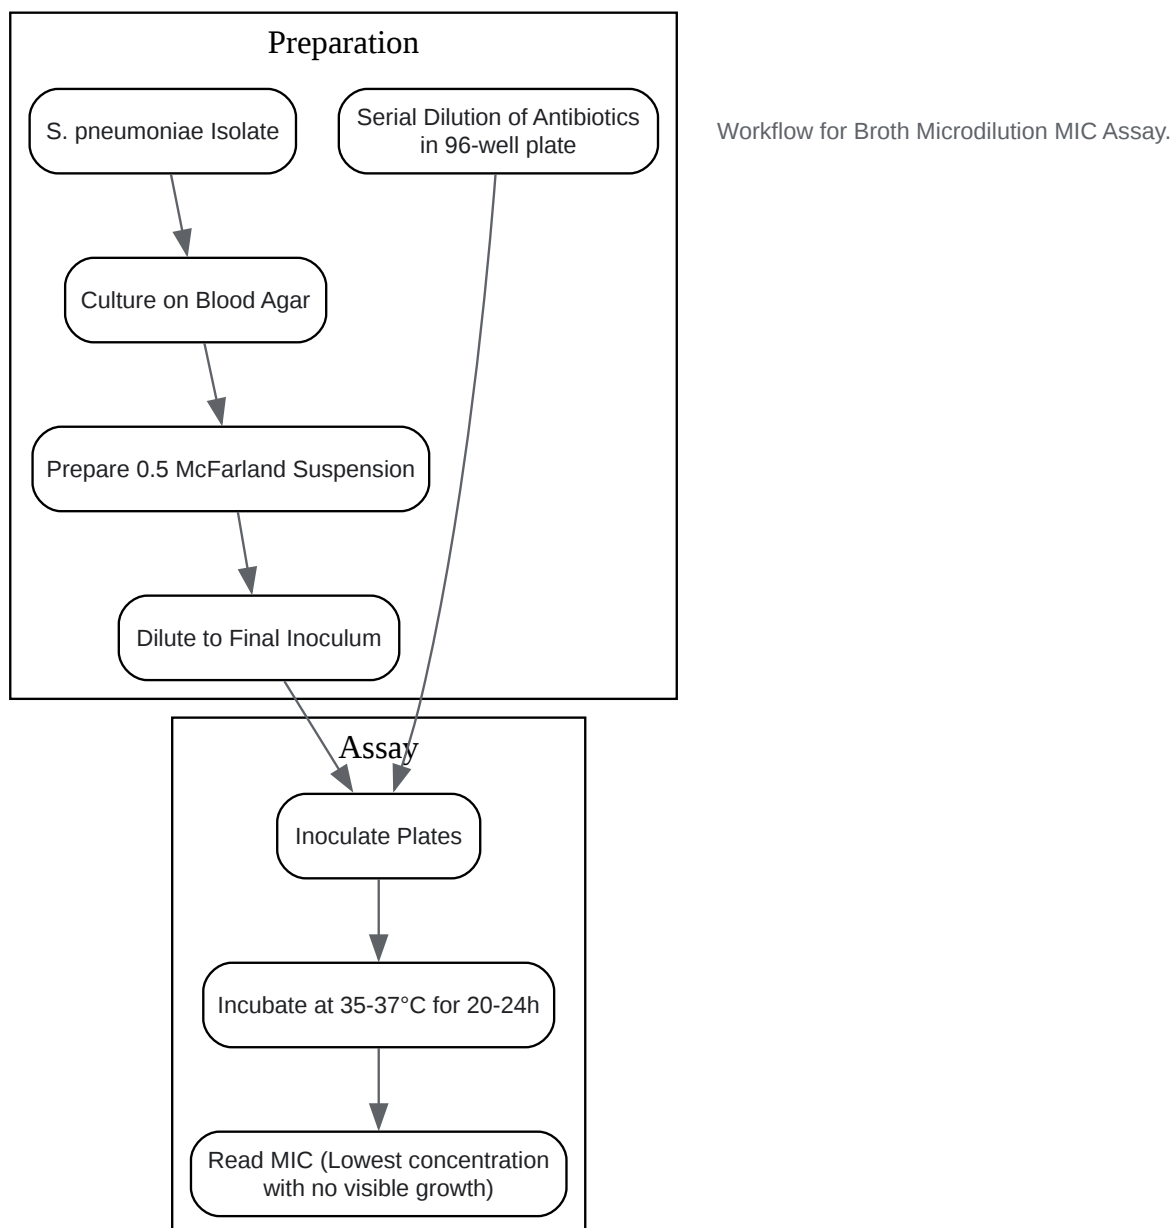 Preparation
S. pneumoniae Isolate
Serial Dilution of Antibiotics
in 96-well plate
Workflow for Broth Microdilution MIC Assay.
Culture on Blood Agar
Prepare 0.5 McFarland Suspension
Dilute to Final Inoculum
Assay
Inoculate Plates
Incubate at 35-37°C for 20-24h
Read MIC (Lowest concentration
with no visible growth)